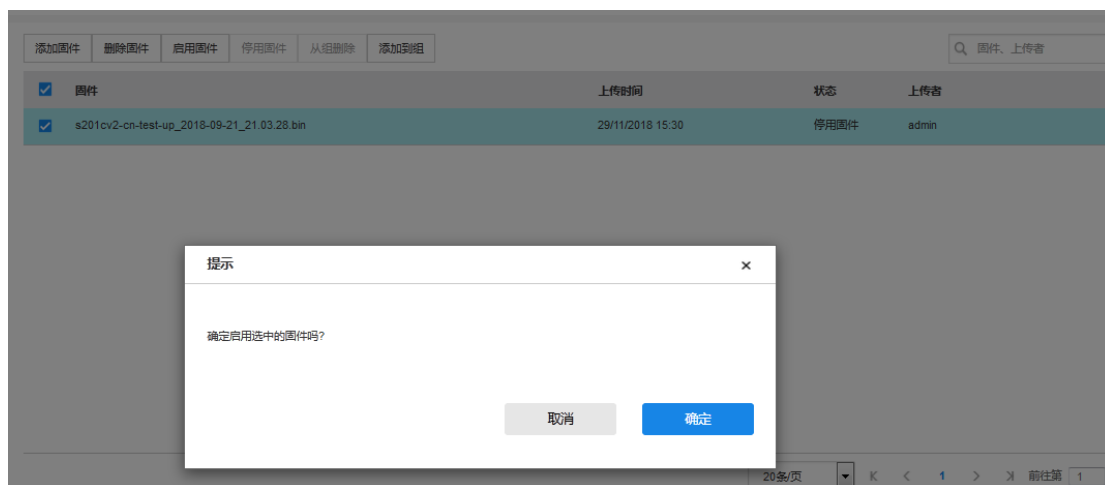 添加固件 删除固件 启用固件 停用固件 从组删除 添加到组 固件、上传者
固件 上传时间 状态 上传者
s201cv2-cn-test-up_2018-09-21_21.03.28.bin 29/11/2018 15:30 停用固件 admin
提示 ×
确定启用选中的固件吗?
取消 确定
20条/页 1 前往第 1